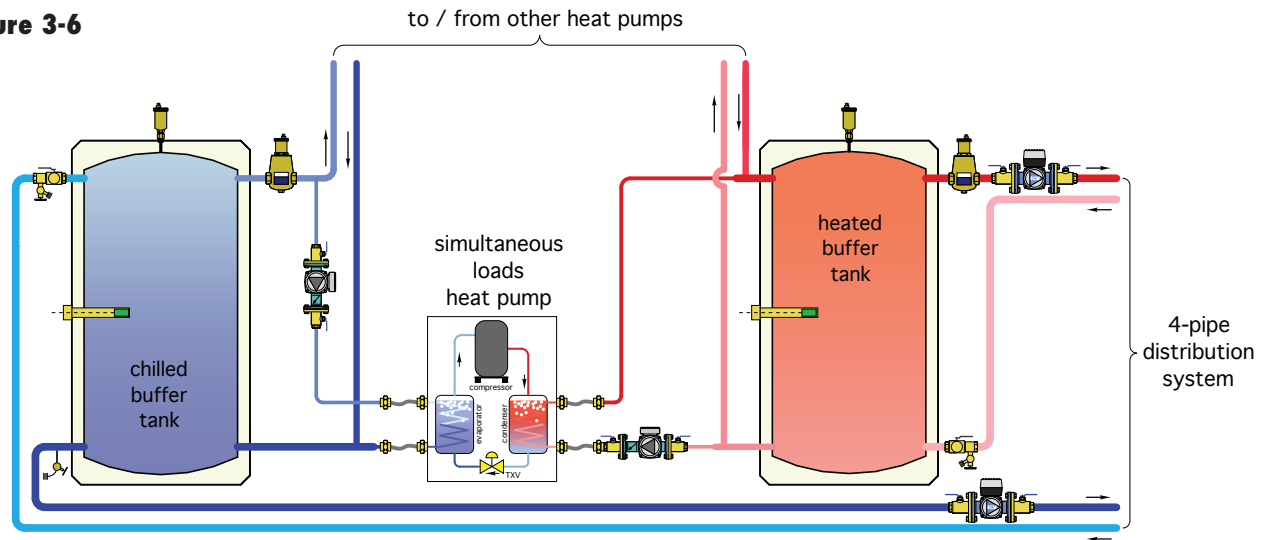 ure 3-6
to / from other heat pumps
simultaneous
loads
heat pump
heated
buffer
tank
chilled
buffer
tank
compressor
evaporator
condenser
TXV
4-pipe
distribution
system